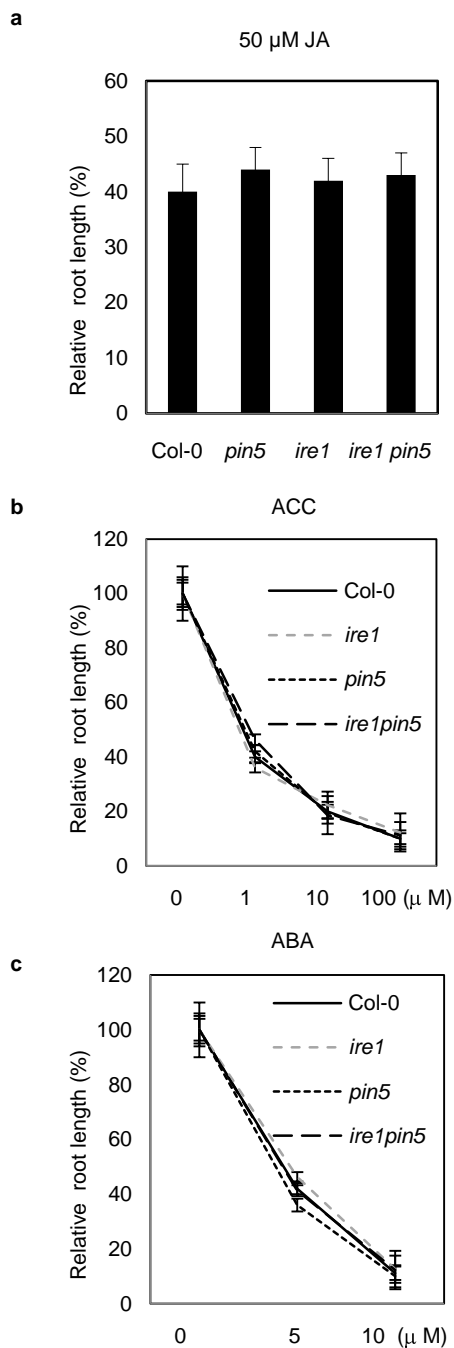 a
50 µM JA
Relative root length (%)
60
50
40
30
20
10
0
Col-0 pin5 ire1 ire1 pin5
b
ACC
Relative root length (%)
120
100
80
60
40
20
0
Col-0
ire1
pin5
ire1pin5
0 1 10 100 (µ M)
ABA
c
Relative root length (%)
120
100
80
60
40
20
0
Col-0
ire1
pin5
ire1pin5
0 5 10 (µ M)